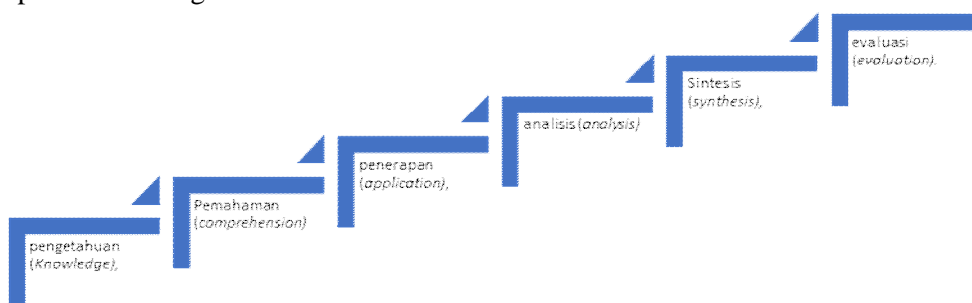 pengetahuan
(Knowledge),
Pemahaman
(comprehension)
penerapan
(application),
analisis(analysis)
Sintesis
(synthesis),
evaluasi
(evaluation).